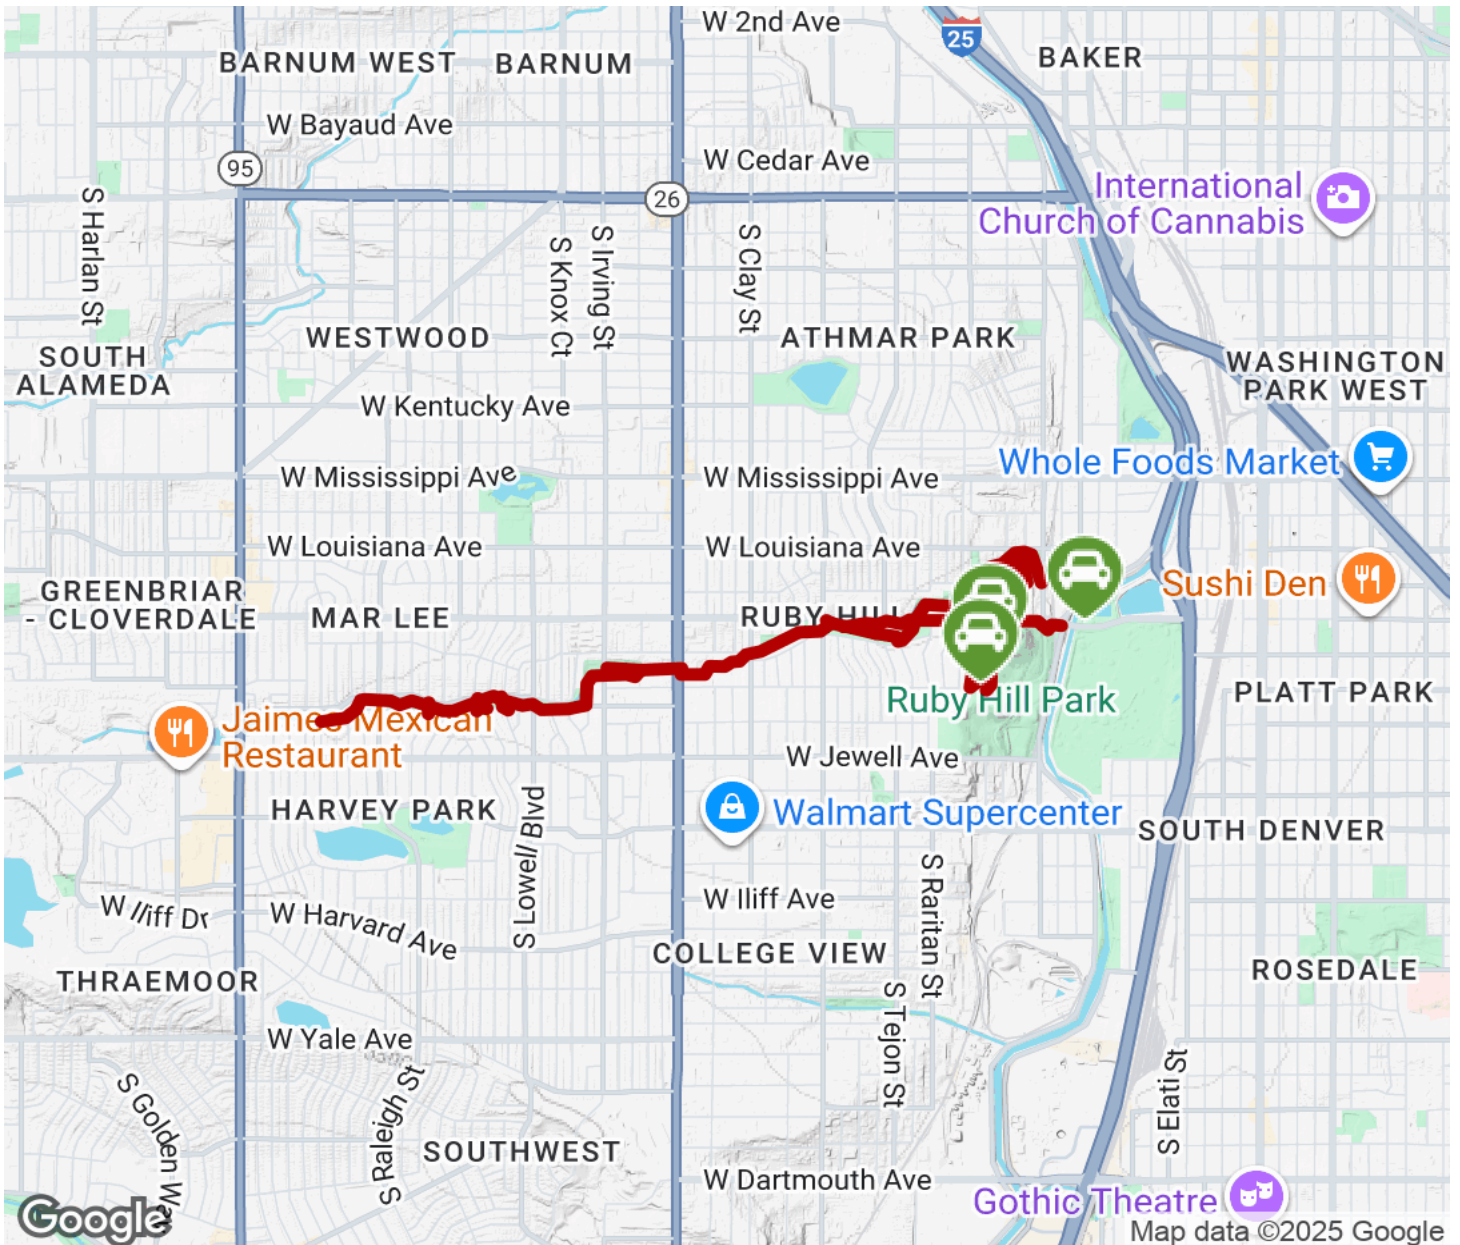 W 2nd Ave
25
BAKER
BARNUM WEST
BARNUM
W Bayaud Ave
W Cedar Ave
95
26
International
Church of Cannabis
S Harlan St
S Knox Ct
S Irving St
S Clay St
WESTWOOD
ATHMAR PARK
SOUTH
ALAMEDA
WASHINGTON
PARK WEST
W Kentucky Ave
W Mississippi Ave
W Mississippi Ave
Whole Foods Market
W Louisiana Ave
W Louisiana Ave
Sushi Den
GREENBRIAR
- CLOVERDALE
MAR LEE
RUBY HILL
Ruby Hill Park
PLATT PARK
Jaimes Mexican
Restaurant
W Jewell Ave
HARVEY PARK
S Lowell Blvd
Walmart Supercenter
SOUTH DENVER
S Raritan St
W Iliff Ave
W Iliff Dr
W Harvard Ave
COLLEGE VIEW
THRAEMOOR
ROSEDALE
S Tejon St
W Yale Ave
S Golden Way
S Raleigh St
S Elati St
SOUTHWEST
W Dartmouth Ave
Gothic Theatre
Google
Map data ©2025 Google